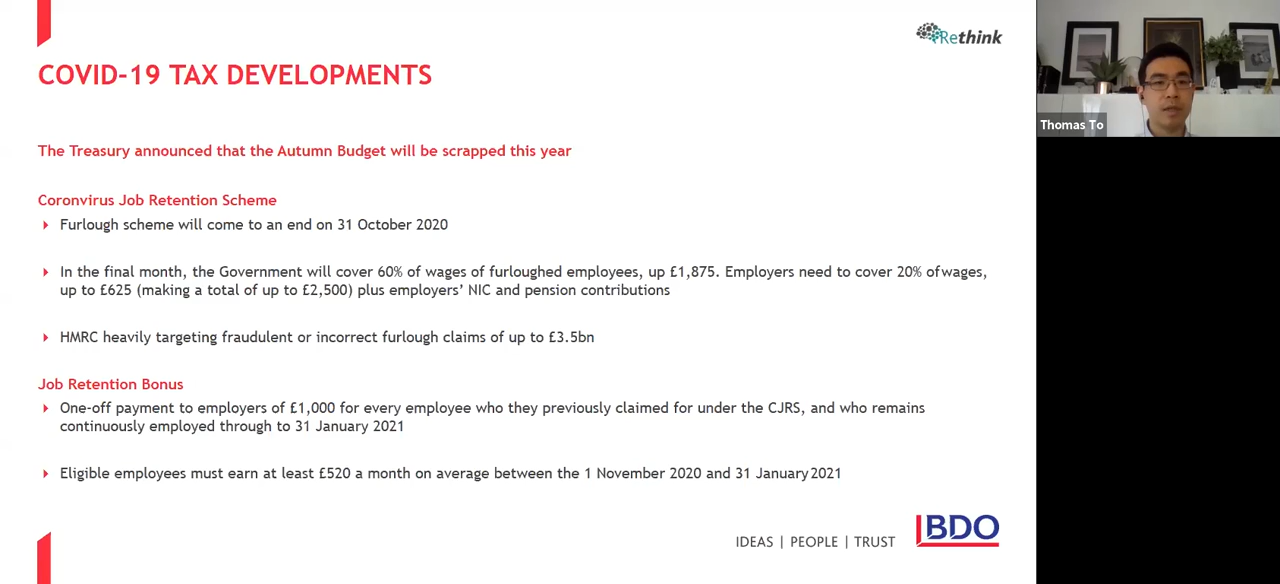 Rethink
COVID-19 TAX DEVELOPMENTS
Thomas To
The Treasury announced that the Autumn Budget will be scrapped this year
Coronvirus Job Retention Scheme
Furlough scheme will come to an end on 31 October 2020
In the final month, the Government will cover 60% of wages of furloughed employees, up £1,875. Employers need to cover 20% ofwages,
up to £625 (making a total of up to £2,500) plus employers’ NIC and pension contributions
HMRC heavily targeting fraudulent or incorrect furlough claims of up to £3.5bn
Job Retention Bonus
One-off payment to employers of £1,000 for every employee who they previously claimed for under the CJRS, and who remains
continuously employed through to 31 January 2021
Eligible employees must earn at least £520 a month on average between the 1 November 2020 and 31 January2021
IDEAS | PEOPLE | TRUST
BDO